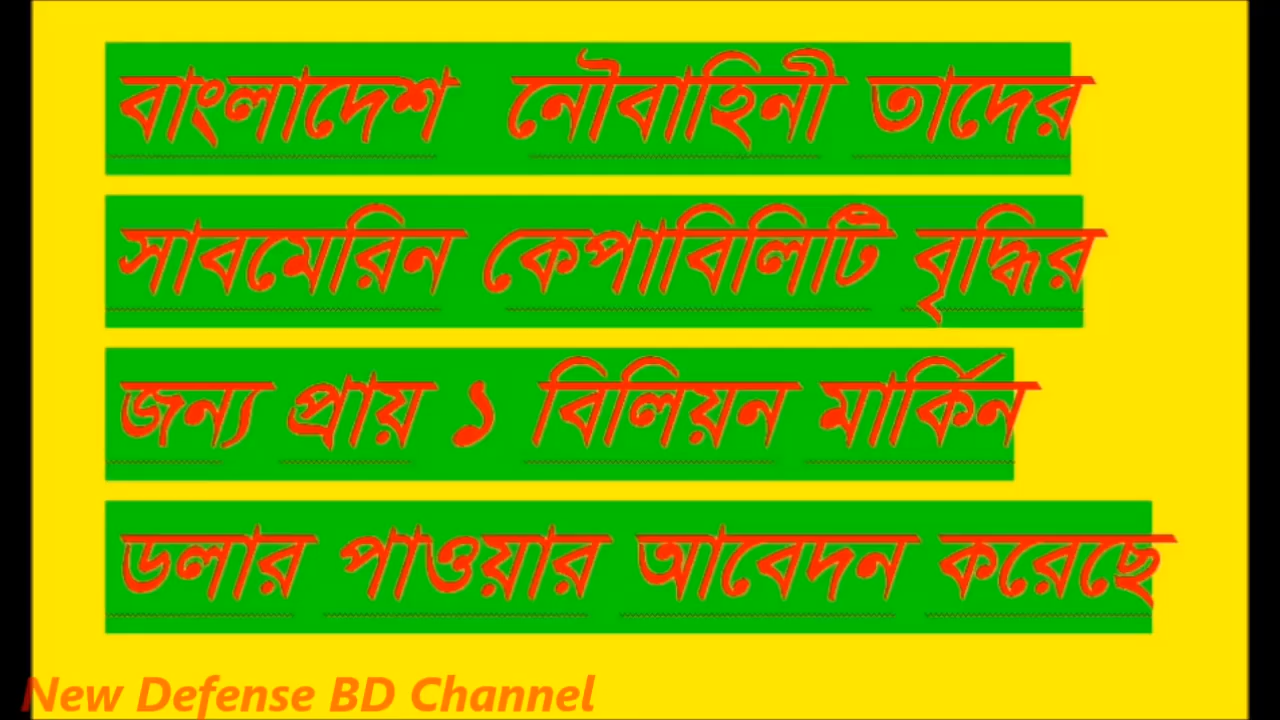 বাংলাদেশ নৌবাহিনী তাদের
সাবমেরিন কেপাবিলিটি বৃদ্ধির
জন্য প্রায় ১ বিলিয়ন মার্কিন
ডলার পাওয়ার আবেদন করেছে
New Defense BD Channel